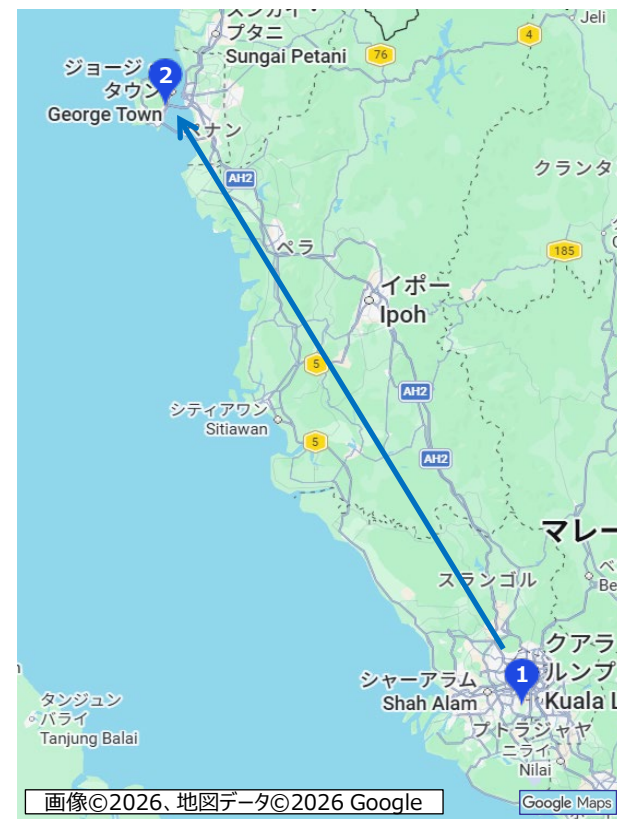 プタニ
Sungai Petani
76
4
Jeli
ジョージ
タウン
George Town
2
ペナン
AH2
クランタ
ペラ
185
イポー
Ipoh
5
AH2
シティアワン
Sitiawan
5
AH2
マレー
スランゴル
Be
クアラ
ルンプ
Kuala L
1
シャーアラム
Shah Alam
プトラジャヤ
ニライ
Nilai
タンジュン
バライ
Tanjung Balai
画像©2026、地図データ©2026 Google
Google Maps